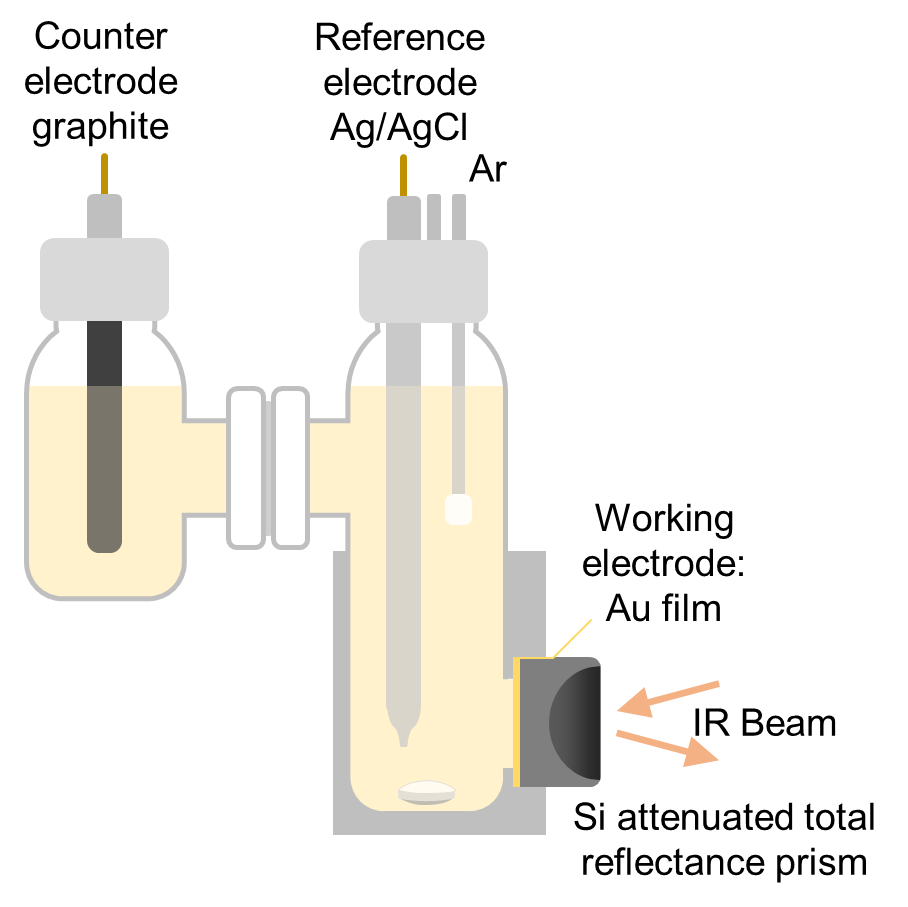 Counter
electrode
graphite
Reference
electrode
Ag/AgCl
Ar
Working
electrode:
Au film
IR Beam
Si attenuated total
reflectance prism